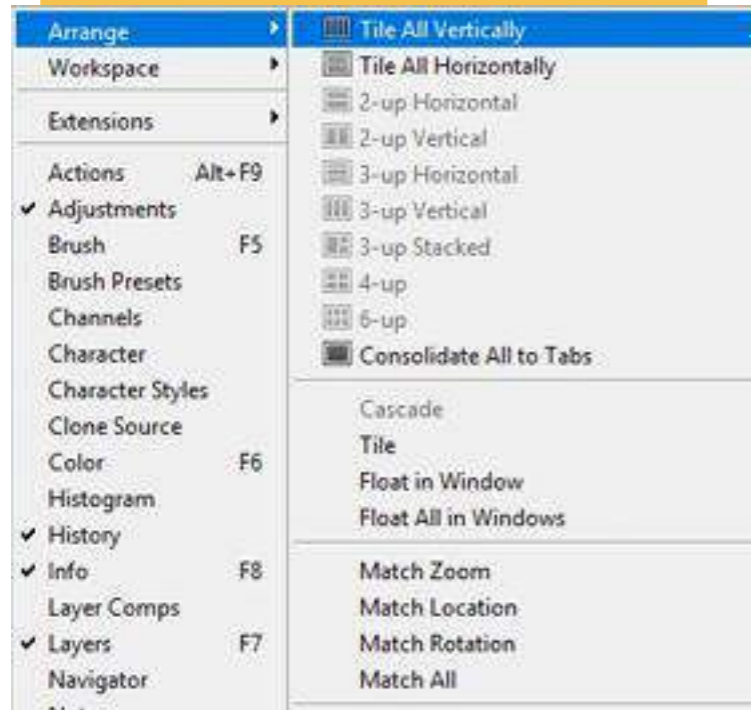 Arrange
Workspace
Extensions
Actions Alt+F9
Adjustments
Brush F5
Brush Presets
Channels
Character
Character Styles
Clone Source
Color F6
Histogram
History
Info F8
Layer Comps
Layers F7
Navigator
Tile All Vertically
Tile All Horizontally
2-up Horizontal
2-up Vertical
3-up Horizontal
3-up Vertical
3-up Stacked
4-up
6-up
Consolidate All to Tabs
Cascade
Tile
Float in Window
Float All in Windows
Match Zoom
Match Location
Match Rotation
Match All